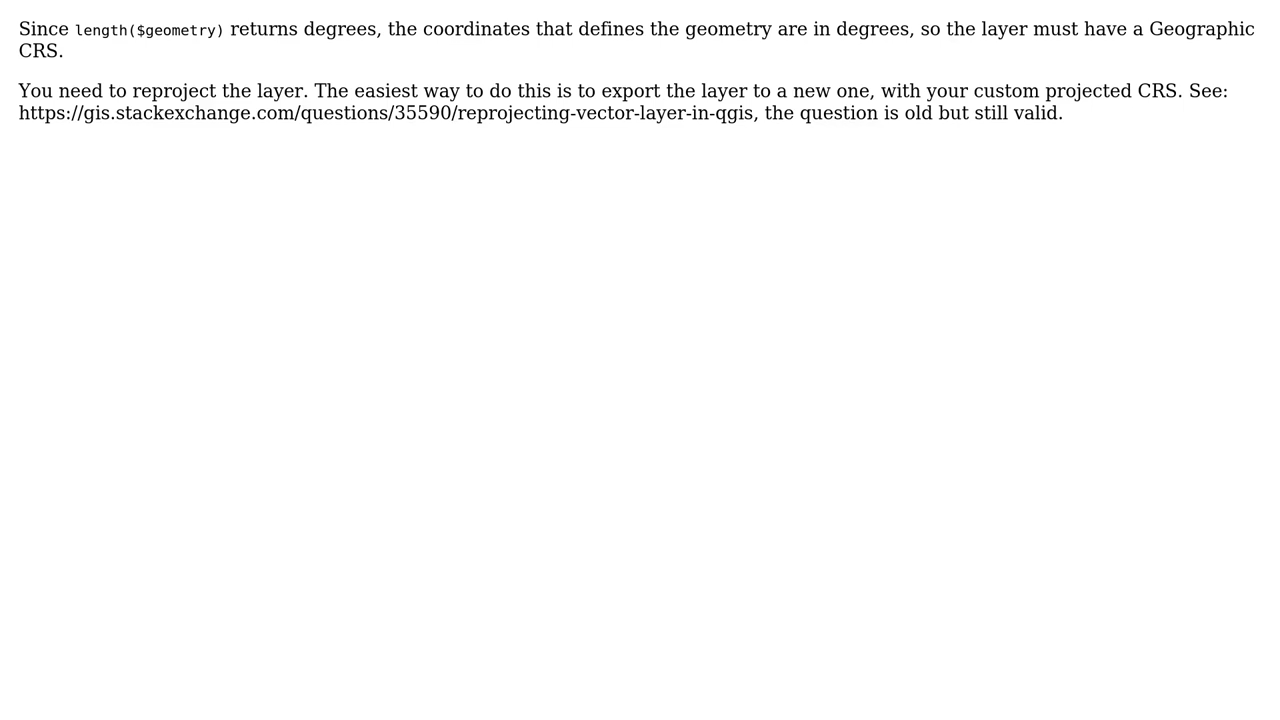 Since length($geometry) returns degrees, the coordinates that defines the geometry are in degrees, so the layer must have a Geographic
CRS.
You need to reproject the layer. The easiest way to do this is to export the layer to a new one, with your custom projected CRS. See:
https://gis.stackexchange.com/questions/35590/reprojecting-vector-layer-in-qgis, the question is old but still valid.